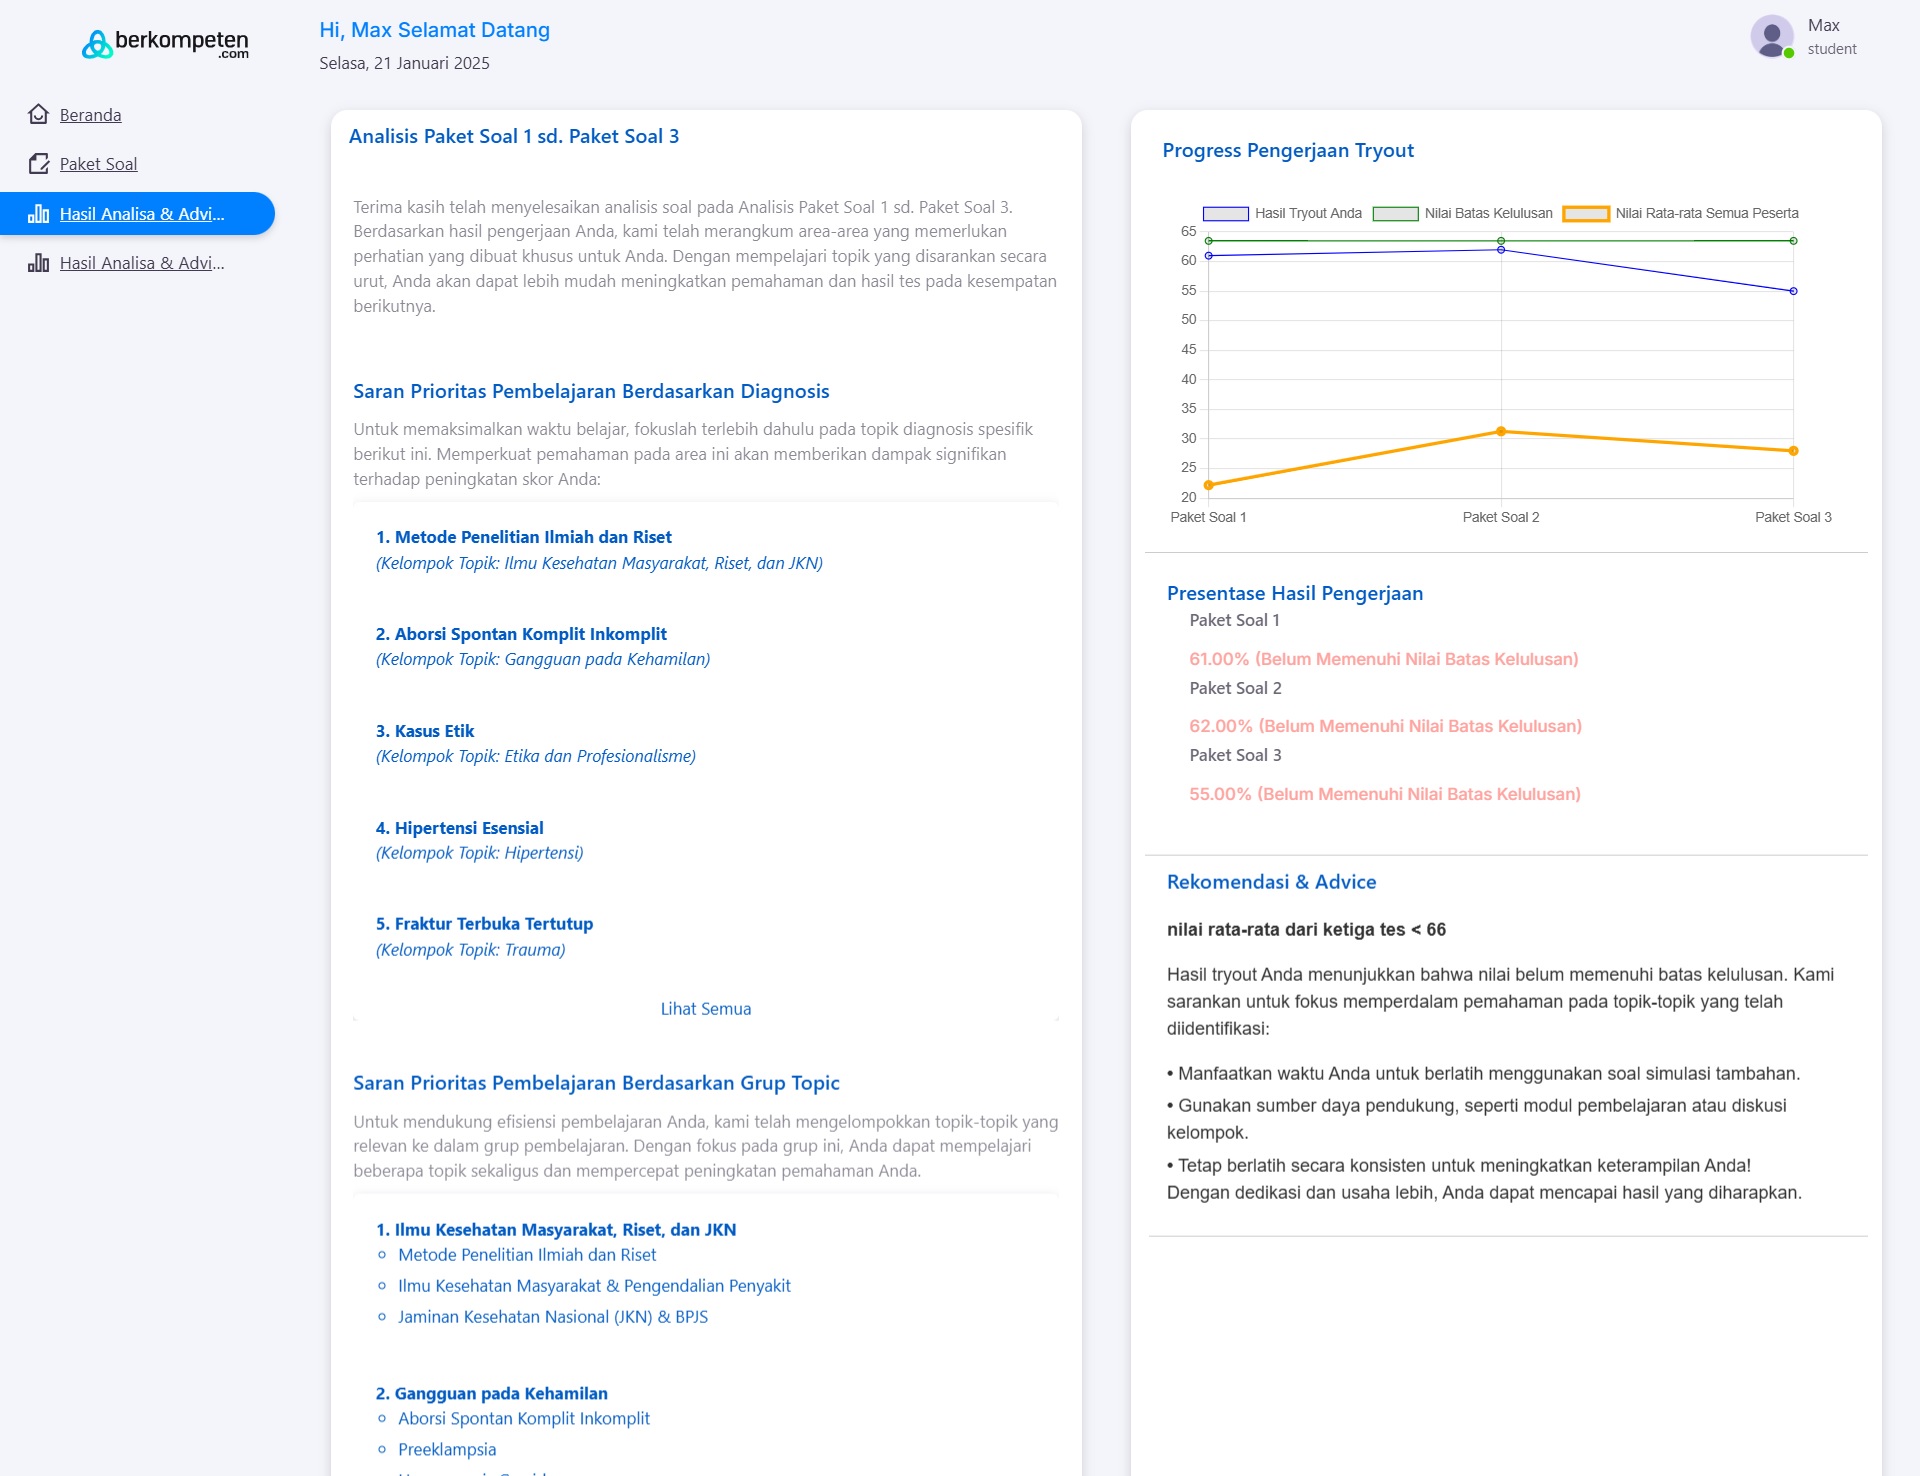 berkompeten
.com
Hi, Max Selamat Datang
Selasa, 21 Januari 2025
Max
student
Beranda
Paket Soal
Hasil Analisa & Advi...
Hasil Analisa & Advi...
Analisis Paket Soal 1 sd. Paket Soal 3
Terima kasih telah menyelesaikan analisis soal pada Analisis Paket Soal 1 sd. Paket Soal 3.
Berdasarkan hasil pengerjaan Anda, kami telah merangkum area-area yang memerlukan
perhatian yang dibuat khusus untuk Anda. Dengan mempelajari topik yang disarankan secara
urut, Anda akan dapat lebih mudah meningkatkan pemahaman dan hasil tes pada kesempatan
berikutnya.
Saran Prioritas Pembelajaran Berdasarkan Diagnosis
Untuk memaksimalkan waktu belajar, fokuslah terlebih dahulu pada topik diagnosis spesifik
berikut ini. Memperkuat pemahaman pada area ini akan memberikan dampak signifikan
terhadap peningkatan skor Anda:
1. Metode Penelitian Ilmiah dan Riset
(Kelompok Topik: Ilmu Kesehatan Masyarakat, Riset, dan JKN)
2. Aborsi Spontan Komplit Inkomplit
(Kelompok Topik: Gangguan pada Kehamilan)
3. Kasus Etik
(Kelompok Topik: Etika dan Profesionalisme)
4. Hipertensi Esensial
(Kelompok Topik: Hipertensi)
5. Fraktur Terbuka Tertutup
(Kelompok Topik: Trauma)
Lihat Semua
Saran Prioritas Pembelajaran Berdasarkan Grup Topic
Untuk mendukung efisiensi pembelajaran Anda, kami telah mengelompokkan topik-topik yang
relevan ke dalam grup pembelajaran. Dengan fokus pada grup ini, Anda dapat mempelajari
beberapa topik sekaligus dan mempercepat peningkatan pemahaman Anda.
1. Ilmu Kesehatan Masyarakat, Riset, dan JKN
Metode Penelitian Ilmiah dan Riset
Ilmu Kesehatan Masyarakat & Pengendalian Penyakit
Jaminan Kesehatan Nasional (JKN) & BPJS
2. Gangguan pada Kehamilan
Aborsi Spontan Komplit Inkomplit
Preeklampsia
Progress Pengerjaan Tryout
Hasil Tryout Anda
Nilai Batas Kelulusan
Nilai Rata-rata Semua Peserta
65
60
55
50
45
40
35
30
25
20
Paket Soal 1
Paket Soal 2
Paket Soal 3
Presentase Hasil Pengerjaan
Paket Soal 1
61.00% (Belum Memenuhi Nilai Batas Kelulusan)
Paket Soal 2
62.00% (Belum Memenuhi Nilai Batas Kelulusan)
Paket Soal 3
55.00% (Belum Memenuhi Nilai Batas Kelulusan)
Rekomendasi & Advice
nilai rata-rata dari ketiga tes < 66
Hasil tryout Anda menunjukkan bahwa nilai belum memenuhi batas kelulusan. Kami
sarankan untuk fokus memperdalam pemahaman pada topik-topik yang telah
diidentifikasi:
• Manfaatkan waktu Anda untuk berlatih menggunakan soal simulasi tambahan.
• Gunakan sumber daya pendukung, seperti modul pembelajaran atau diskusi
kelompok.
• Tetap berlatih secara konsisten untuk meningkatkan keterampilan Anda!
Dengan dedikasi dan usaha lebih, Anda dapat mencapai hasil yang diharapkan.